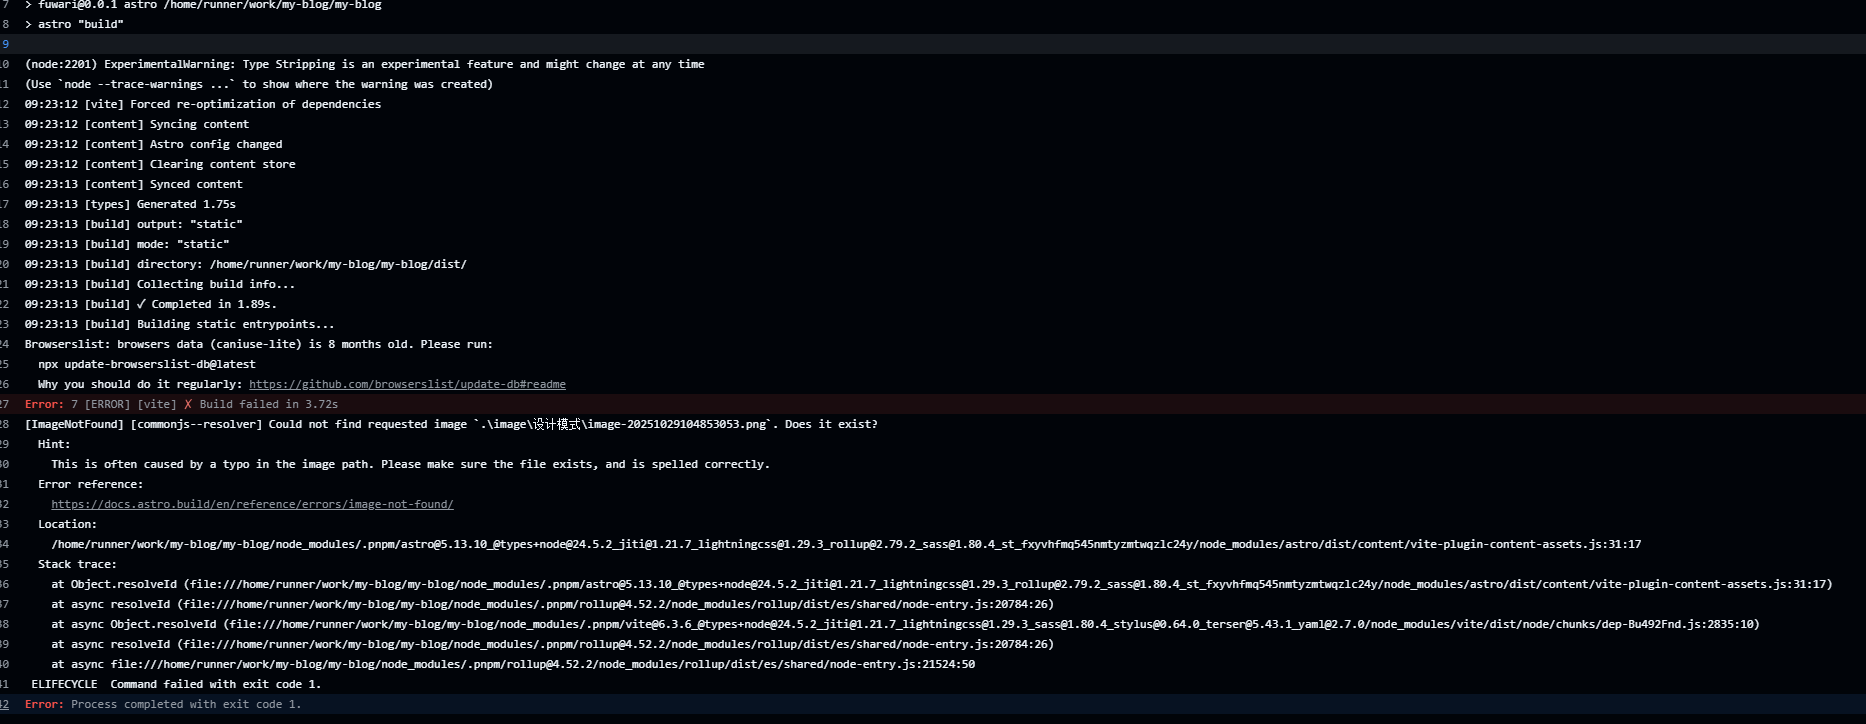 7 > fuwari@0.0.1 astro /home/runner/work/my-blog/my-blog
8 > astro "build"
9
10 (node:2201) ExperimentalWarning: Type Stripping is an experimental feature and might change at any time
11 (Use `node --trace-warnings ...` to show where the warning was created)
12 09:23:12 [vite] Forced re-optimization of dependencies
13 09:23:12 [content] Syncing content
14 09:23:12 [content] Astro config changed
15 09:23:12 [content] Clearing content store
16 09:23:13 [content] Synced content
17 09:23:13 [types] Generated 1.75s
18 09:23:13 [build] output: "static"
19 09:23:13 [build] mode: "static"
20 09:23:13 [build] directory: /home/runner/work/my-blog/my-blog/dist/
21 09:23:13 [build] Collecting build info...
22 09:23:13 [build] ✓ Completed in 1.89s.
23 09:23:13 [build] Building static entrypoints...
24 Browserslist: browsers data (caniuse-lite) is 8 months old. Please run:
25 npx update-browserslist-db@latest
26 Why you should do it regularly: https://github.com/browserslist/update-db#readme
27 Error: 7 [ERROR] [vite] ✗ Build failed in 3.72s
28 [ImageNotFound] [commonjs--resolver] Could not find requested image `.\image\设计模式\image-20251029104853053.png`. Does it exist?
29 Hint:
30 This is often caused by a typo in the image path. Please make sure the file exists, and is spelled correctly.
31 Error reference:
32 https://docs.astro.build/en/reference/errors/image-not-found/
33 Location:
34 /home/runner/work/my-blog/my-blog/node_modules/.pnpm/astro@5.13.10_@types+node@24.5.2_jiti@1.21.7_lightningcss@1.29.3_rollup@2.79.2_sass@1.80.4_st_fxyvhfmq545nmtyzmtwqzlc24y/node_modules/astro/dist/content/vite-plugin-content-assets.js:31:17
35 Stack trace:
36 at Object.resolveId (file:///home/runner/work/my-blog/my-blog/node_modules/.pnpm/astro@5.13.10_@types+node@24.5.2_jiti@1.21.7_lightningcss@1.29.3_rollup@2.79.2_sass@1.80.4_st_fxyvhfmq545nmtyzmtwqzlc24y/node_modules/astro/dist/content/vite-plugin-content-assets.js:31:17)
37 at async resolveId (file:///home/runner/work/my-blog/my-blog/node_modules/.pnpm/rollup@4.52.2/node_modules/rollup/dist/es/shared/node-entry.js:20784:26)
38 at async Object.resolveId (file:///home/runner/work/my-blog/my-blog/node_modules/.pnpm/vite@6.3.6_@types+node@24.5.2_jiti@1.21.7_lightningcss@1.29.3_sass@1.80.4_stylus@0.64.0_terser@5.43.1_yaml@2.7.0/node_modules/vite/dist/node/chunks/dep-Bu492Fnd.js:2835:10)
39 at async resolveId (file:///home/runner/work/my-blog/my-blog/node_modules/.pnpm/rollup@4.52.2/node_modules/rollup/dist/es/shared/node-entry.js:20784:26)
40 at async file:///home/runner/work/my-blog/my-blog/node_modules/.pnpm/rollup@4.52.2/node_modules/rollup/dist/es/shared/node-entry.js:21524:50
41 ELIFECYCLE  Command failed with exit code 1.
42 Error: Process completed with exit code 1.